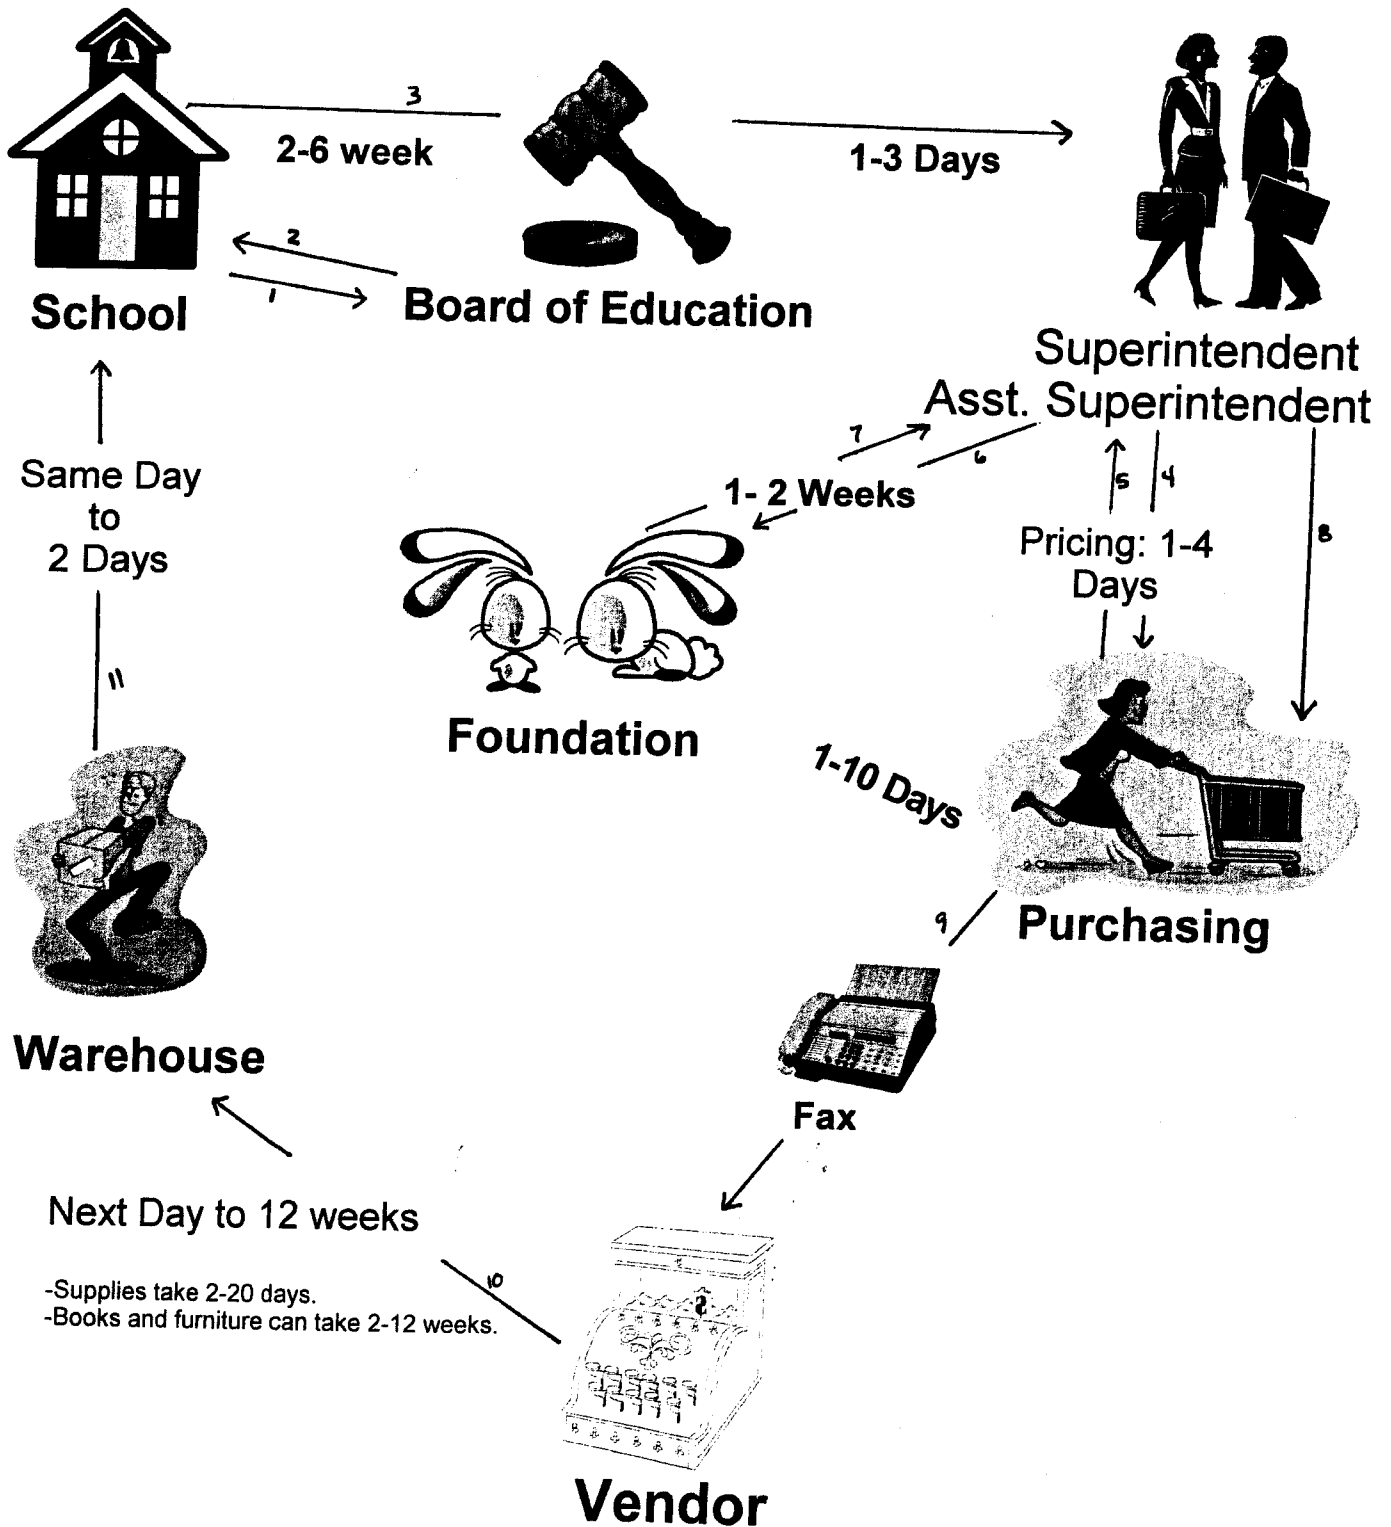 3
2-6 week
1-3 Days
2
1
School
Board of Education
Superintendent
Asst. Superintendent
7
6
5
4
8
1- 2 Weeks
Same Day
to
2 Days
Pricing: 1-4
Days
11
Foundation
1-10 Days
9
Purchasing
Warehouse
Fax
Next Day to 12 weeks
10
-Supplies take 2-20 days.
-Books and furniture can take 2-12 weeks.
$
Vendor